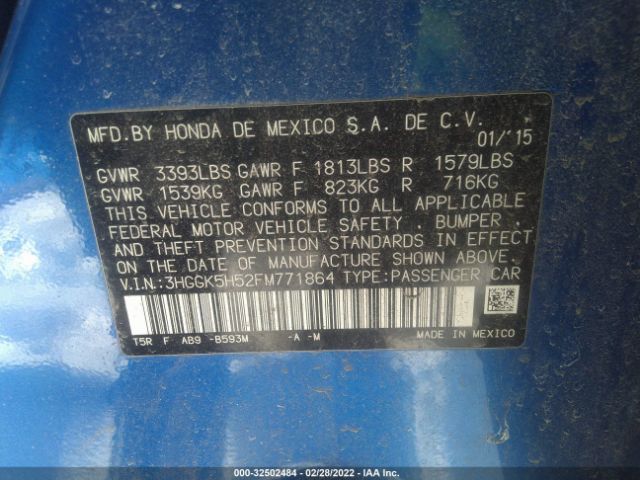 MFD.BY HONDA DE MEXICO S.A. DE C.V.
01/'15
GVWR 3393LBS GAWR F 1813LBS R 1579LBS
GVWR 1539KG GAWR F 823KG R 716KG
THIS VEHICLE CONFORMS TO ALL APPLICABLE
FEDERAL MOTOR VEHICLE SAFETY , BUMPER ,
AND THEFT PREVENTION STANDARDS IN EFFECT
ON THE DATE OF MANUFACTURE SHOWN ABOVE.
V.I.N:3HGGK5H52FM771864 TYPE:PASSENGER CAR
T5R F AB9 -B593M -A -M MADE IN MEXICO
000-32502484 - 02/28/2022 - IAA Inc.